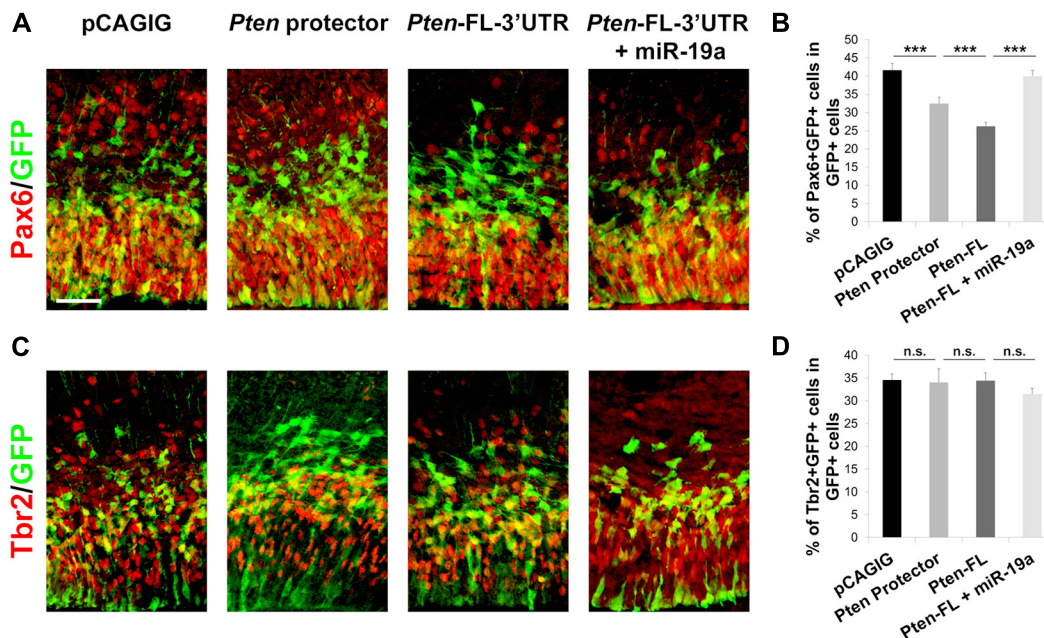 A
pCAGIG
Pten protector
Pten-FL-3'UTR
Pten-FL-3'UTR
+ miR-19a
Pax6/GFP
B
% of Pax6+GFP+ cells in
GFP+ cells
50
45
40
35
30
25
20
15
10
5
0
***
***
***
pCAGIG
Pten Protector
Pten-FL
Pten-FL + miR-19a
C
Tbr2/GFP
D
% of Tbr2+GFP+ cells in
GFP+ cells
40
35
30
25
20
15
10
5
0
n.s.
n.s.
n.s.
pCAGIG
Pten Protector
Pten-FL
Pten-FL + miR-19a